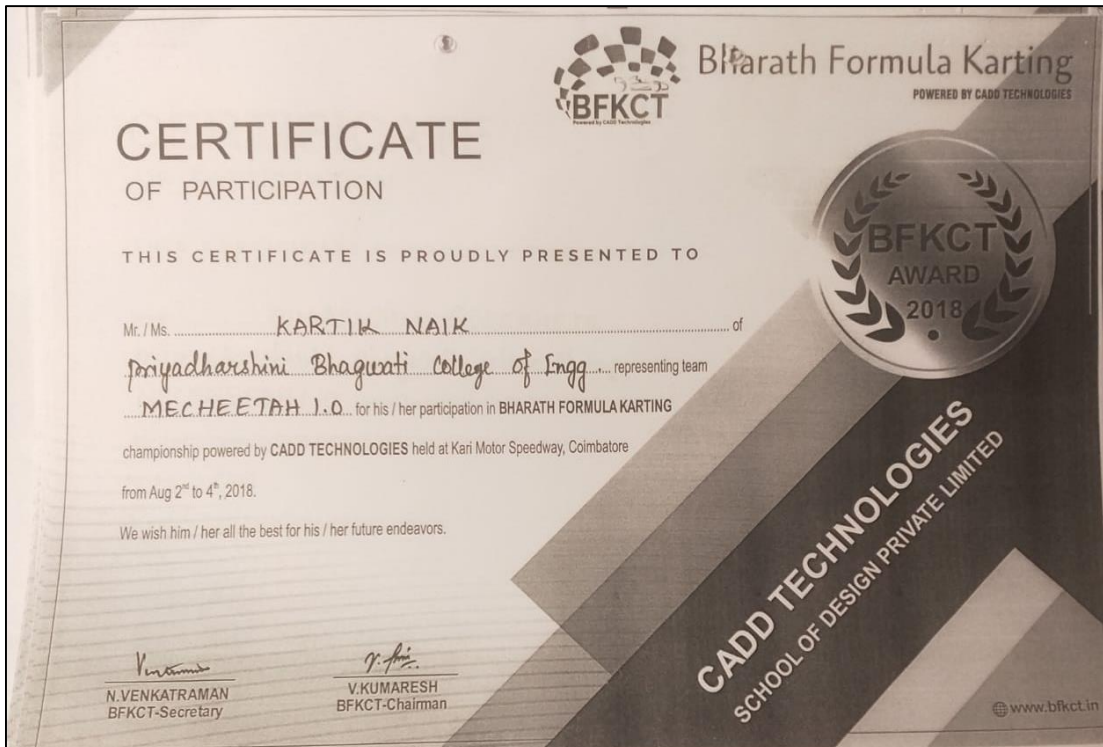 BFKCT
Powered by CADD Technologies
Bharath Formula Karting
POWERED BY CADD TECHNOLOGIES
CERTIFICATE
OF PARTICIPATION
THIS CERTIFICATE IS PROUDLY PRESENTED TO
Mr. / Ms. KARTIK NAIK of
Priyadharshini Bhagwati College of Engg. representing team
MECHEETAH 1.0 for his / her participation in BHARATH FORMULA KARTING
championship powered by CADD TECHNOLOGIES held at Kari Motor Speedway, Coimbatore
from Aug 2nd to 4th, 2018.
We wish him / her all the best for his / her future endeavors.
BFKCT
AWARD
2018
CADD TECHNOLOGIES
SCHOOL OF DESIGN PRIVATE LIMITED
N.VENKATRAMAN
BFKCT-Secretary
V.KUMARESH
BFKCT-Chairman
www.bfkct.in